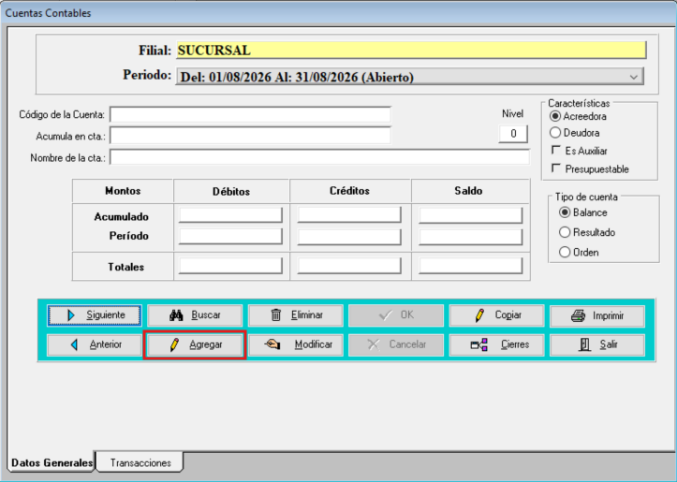 Cuentas Contables
Filial: SUCURSAL
Periodo: Del: 01/08/2026 Al: 31/08/2026 (Abierto)
Código de la Cuenta:
Nivel
Acumula en cta.:
0
Nombre de la cta.:
Características
Acreedora
Deudora
Es Auxiliar
Presupuestable
Montos Débitos Créditos Saldo
Acumulado
Período
Totales
Tipo de cuenta
Balance
Resultado
Orden
Siguiente Buscar Eliminar OK Copiar Imprimir
Anterior Agregar Modificar Cancelar Cierres Salir
Datos Generales Transacciones